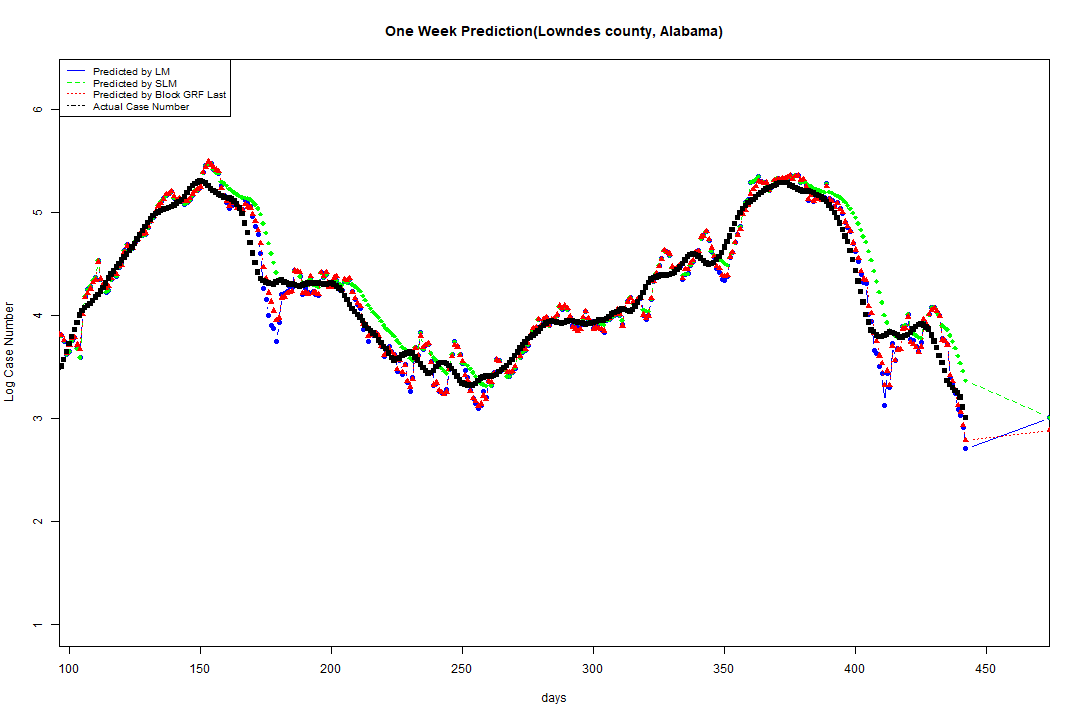 One Week Prediction(Lowndes county, Alabama)
Predicted by LM
Predicted by SLM
Predicted by Block GRF Last
Actual Case Number
6
5
4
3
2
1
Log Case Number
100 150 200 250 300 350 400 450
days